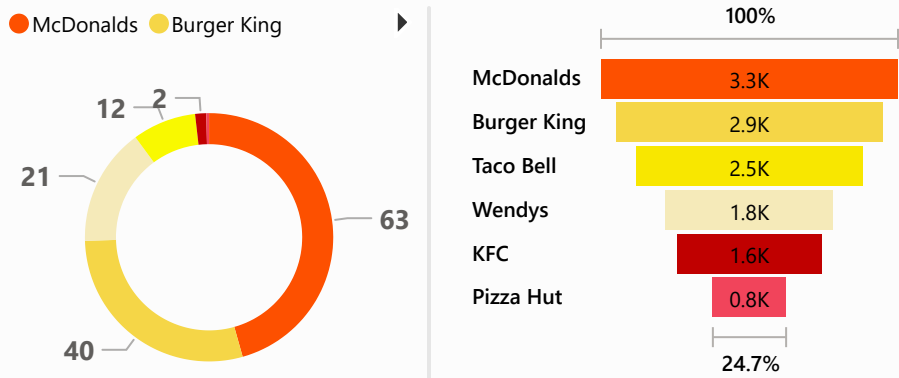 McDonalds Burger King
2
12
21
63
40
100%
McDonalds 3.3K
Burger King 2.9K
Taco Bell 2.5K
Wendys 1.8K
KFC 1.6K
Pizza Hut 0.8K
24.7%